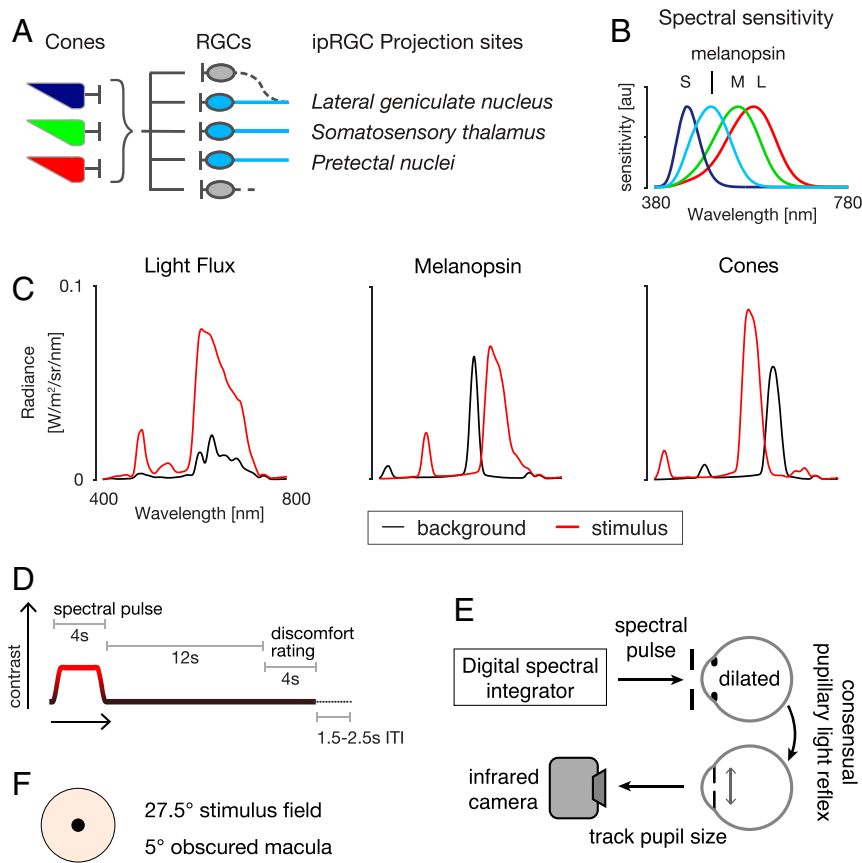 A
Cones
RGCs
ipRGC Projection sites
Lateral geniculate nucleus
Somatosensory thalamus
Pretectal nuclei
B
Spectral sensitivity
melanopsin
S
M
L
sensitivity [au]
380
780
Wavelength [nm]
C
Light Flux
Melanopsin
Cones
0.1
Radiance
[W/m²/sr/nm]
0
400
800
Wavelength [nm]
background
stimulus
D
spectral pulse
4s
12s
discomfort
rating
4s
contrast
1.5-2.5s ITI
E
Digital spectral
integrator
spectral
pulse
dilated
consensual
pupillary light reflex
infrared
camera
track pupil size
F
27.5° stimulus field
5° obscured macula